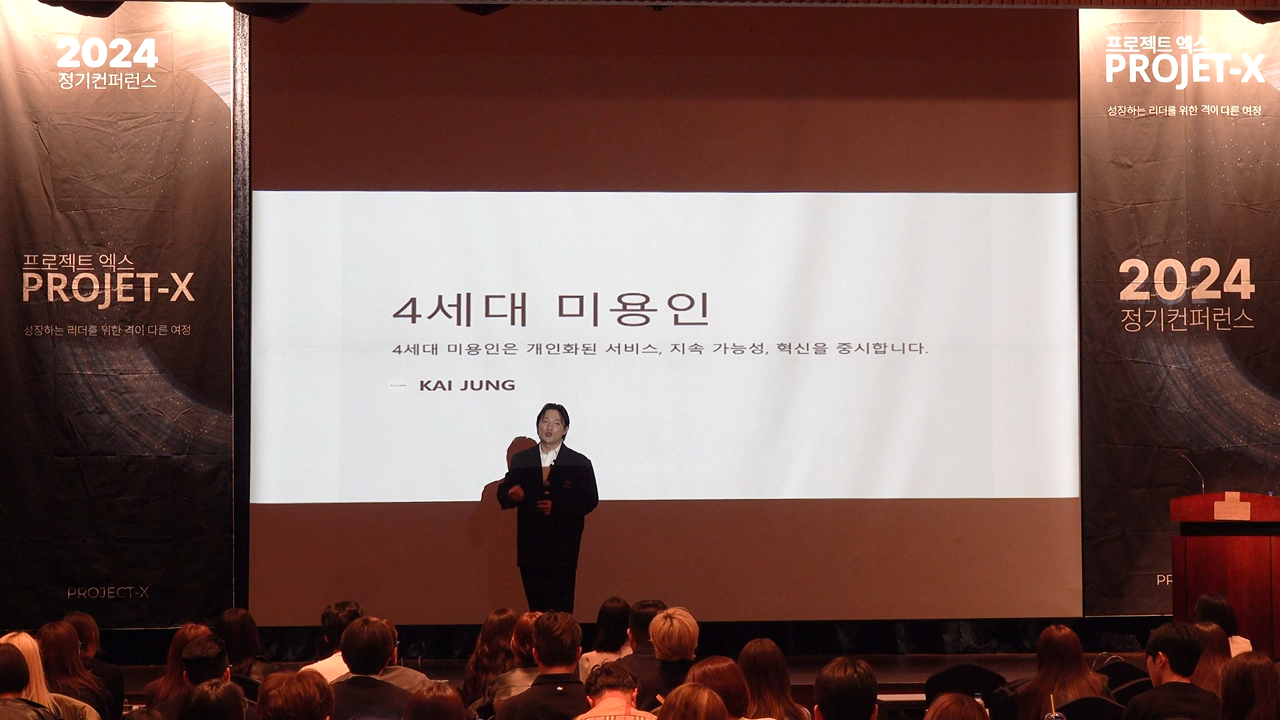 2024
정기컨퍼런스
프로젝트 엑스
PROJET-X
성장하는 리더를 위한 격이 다른 여정
PROJECT-X
4세대 미용인
4세대 미용인은 개인화된 서비스, 지속 가능성, 혁신을 중시합니다.
KAI JUNG
프로젝트 엑스
PROJET-X
성장하는 리더를 위한 격이 다른 여정
2024
정기컨퍼런스
PR